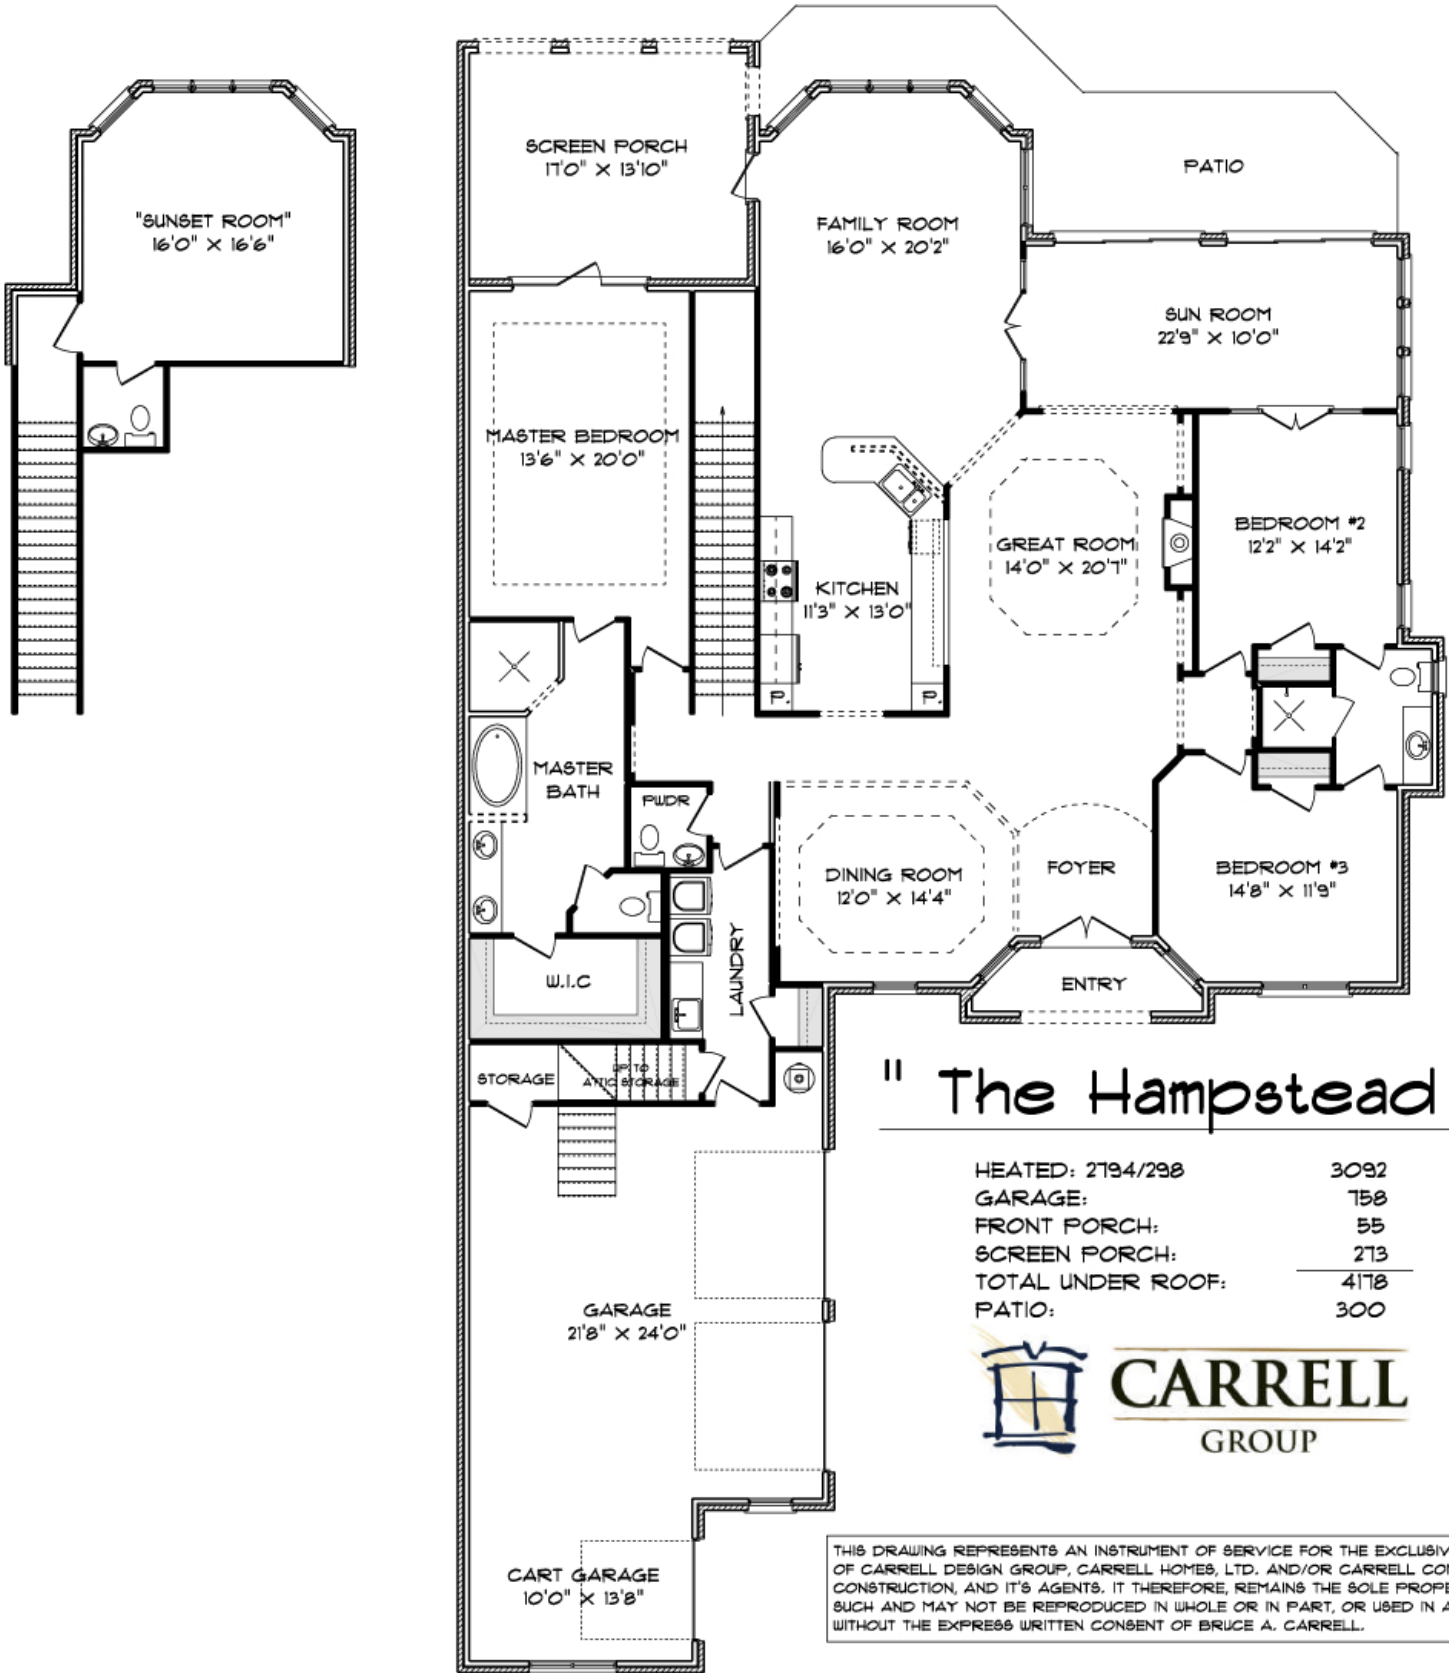 SCREEN PORCH
17'0" X 13'10"
PATIO
"SUNSET ROOM"
16'0" X 16'6"
FAMILY ROOM
16'0" X 20'2"
SUN ROOM
22'9" X 10'0"
MASTER BEDROOM
13'6" X 20'0"
BEDROOM #2
12'2" X 14'2"
GREAT ROOM
14'0" X 20'7"
KITCHEN
11'3" X 13'0"
P.
P.
MASTER
BATH
PWDR
DINING ROOM
12'0" X 14'4"
FOYER
BEDROOM #3
14'8" X 11'9"
LAUNDRY
W.I.C
ENTRY
STORAGE
UP TO
ATTIC STORAGE
" The Hampstead
HEATED: 2794/298 3092
GARAGE: 758
FRONT PORCH: 55
SCREEN PORCH: 273
TOTAL UNDER ROOF: 4178
PATIO: 300
GARAGE
21'8" X 24'0"
CARRELL
GROUP
CART GARAGE
10'0" X 13'8"
THIS DRAWING REPRESENTS AN INSTRUMENT OF SERVICE FOR THE
OF CARRELL DESIGN GROUP, CARRELL HOMES, LTD. AND/OR CARRELL
CONSTRUCTION, AND IT'S AGENTS. IT THEREFORE, REMAINS THE SOLE
SUCH AND MAY NOT BE REPRODUCED IN WHOLE OR IN PART, OR USED IN
WITHOUT THE EXPRESS WRITTEN CONSENT OF BRUCE A. CARRELL.